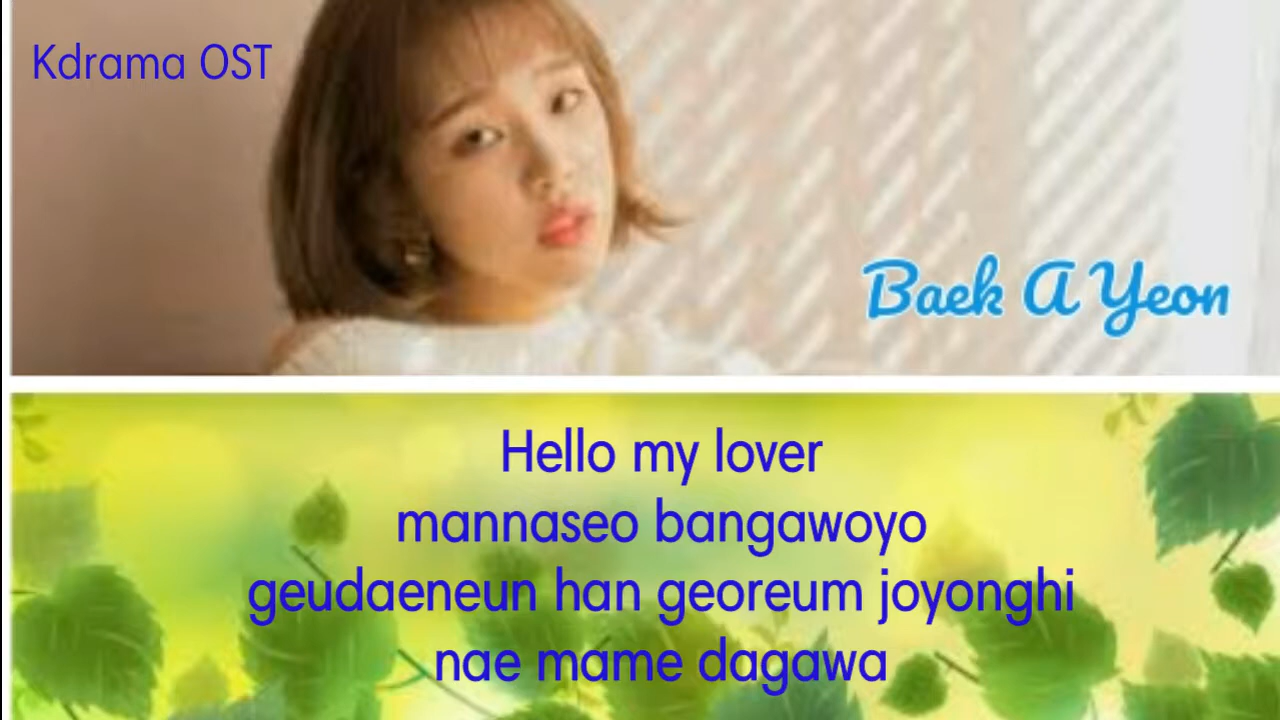 Kdrama OST
Baek A Yeon
Hello my lover
mannaseo bangawoyo
geudaeneun han georeum joyonghi
nae mame dagawa